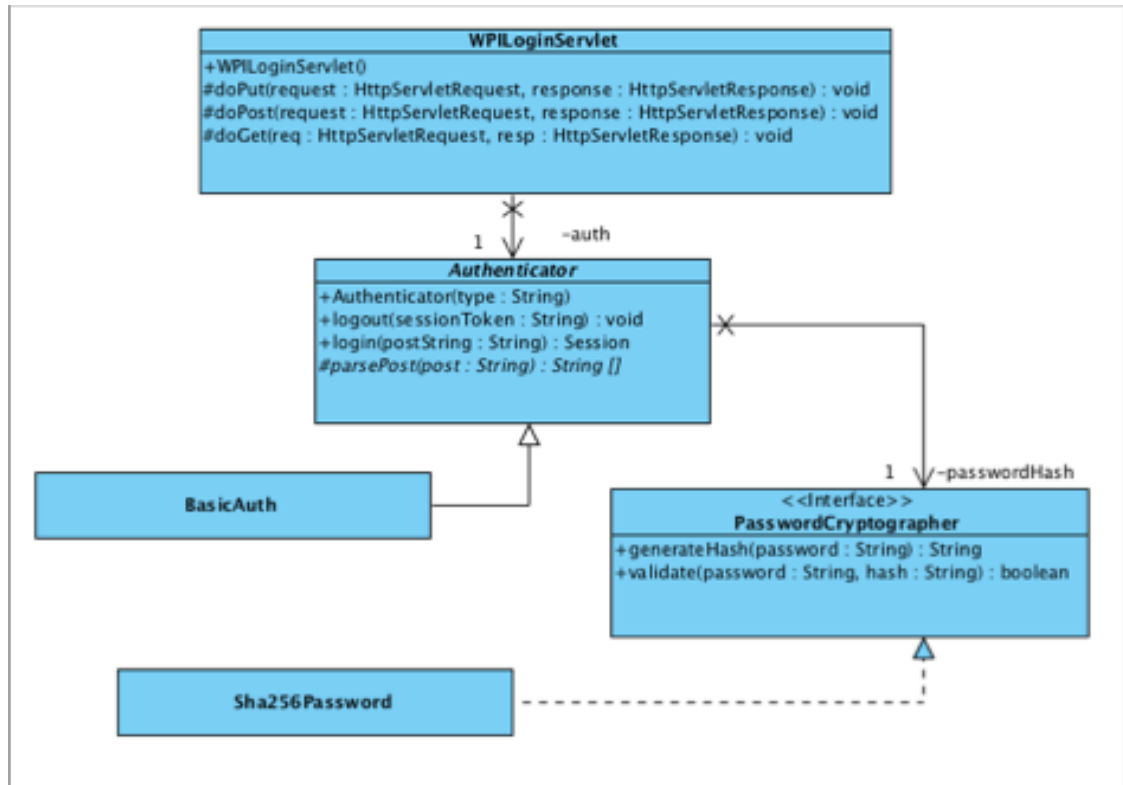 WPILoginServlet
+WPILoginServlet()
#doPut(request : HttpServletRequest, response : HttpServletResponse) : void
#doPost(request : HttpServletRequest, response : HttpServletResponse) : void
#doGet(req : HttpServletRequest, resp : HttpServletResponse) : void
1 -auth
Authenticator
+Authenticator(type : String)
+logout(sessionToken : String) : void
+login(postString : String) : Session
#parsePost(post : String) : String []
BasicAuth
1 -passwordHash
<<Interface>>
PasswordCryptographer
+generateHash(password : String) : String
+validate(password : String, hash : String) : boolean
Sha256Password